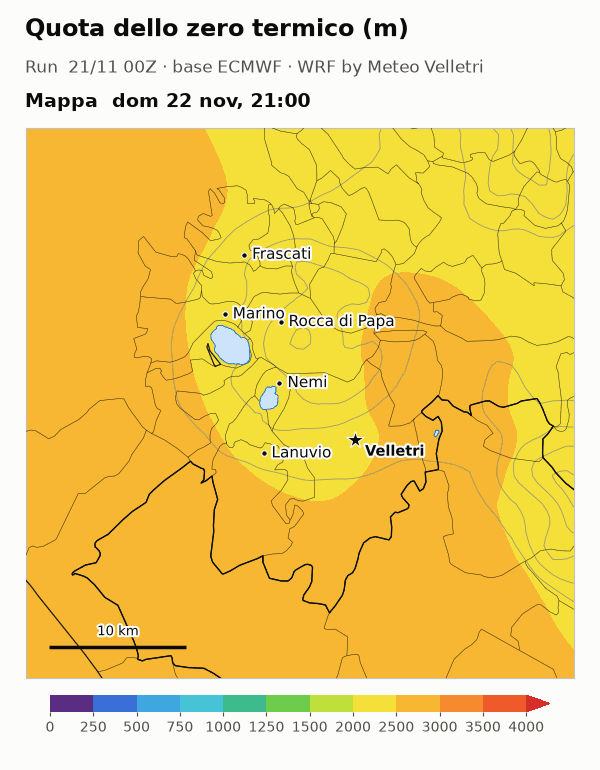 Quota dello zero termico (m)
Run 21/11 00Z · base ECMWF · WRF by Meteo Velletri
Mappa dom 22 nov, 21:00
Frascati
Marino
Rocca di Papa
Nemi
Velletri
Lanuvio
10 km
0 250 500 750 1000 1250 1500 2000 2500 3000 3500 4000